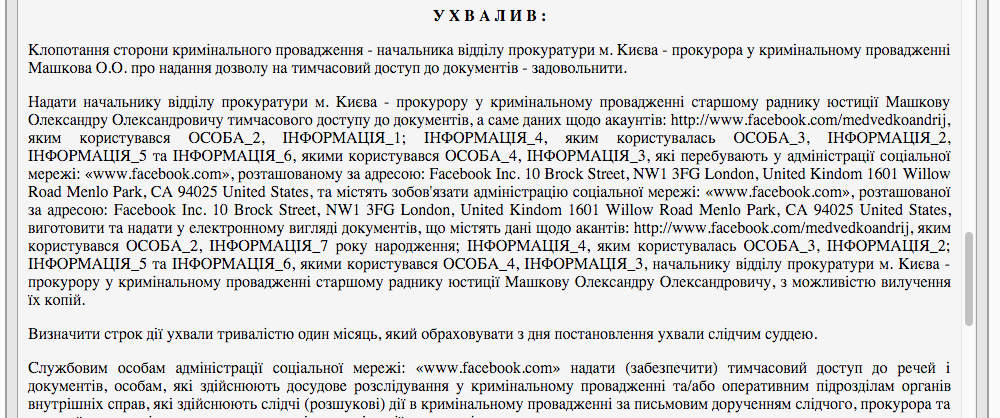 У Х В А Л И В :
Клопотання сторони кримінального провадження - начальника відділу прокуратури м. Києва - прокурора у кримінальному провадженні
Машкова О.О. про надання дозволу на тимчасовий доступ до документів - задовольнити.
Надати начальнику відділу прокуратури м. Києва - прокурору у кримінальному провадженні старшому раднику юстиції Машкову
Олександру Олександровичу тимчасового доступу до документів, а саме даних щодо акаунтів: http://www.facebook.com/medvedkoandrij,
яким користувався ОСОБА_2, ІНФОРМАЦІЯ_1; ІНФОРМАЦІЯ_4, яким користувалась ОСОБА_3, ІНФОРМАЦІЯ_2,
ІНФОРМАЦІЯ_5 та ІНФОРМАЦІЯ_6, якими користувався ОСОБА_4, ІНФОРМАЦІЯ_3, які перебувають у адміністрації соціальної
мережі: «www.facebook.com», розташованому за адресою: Facebook Inc. 10 Brock Street, NW1 3FG London, United Kindom 1601 Willow
Road Menlo Park, CA 94025 United States, та містять зобов'язати адміністрацію соціальної мережі: «www.facebook.com», розташованої
за адресою: Facebook Inc. 10 Brock Street, NW1 3FG London, United Kindom 1601 Willow Road Menlo Park, CA 94025 United States,
виготовити та надати у електронному вигляді документів, що містять дані щодо акантів: http://www.facebook.com/medvedkoandrij, яким
користувався ОСОБА_2, ІНФОРМАЦІЯ_7 року народження; ІНФОРМАЦІЯ_4, яким користувалась ОСОБА_3, ІНФОРМАЦІЯ_2;
ІНФОРМАЦІЯ_5 та ІНФОРМАЦІЯ_6, якими користувався ОСОБА_4, ІНФОРМАЦІЯ_3, начальнику відділу прокуратури м. Києва -
прокурору у кримінальному провадженні старшому раднику юстиції Машкову Олександру Олександровичу, з можливістю вилучення
їх копій.
Визначити строк дії ухвали тривалістю один місяць, який обраховувати з дня постановлення ухвали слідчим суддею.
Службовим особам адміністрації соціальної мережі: «www.facebook.com» надати (забезпечити) тимчасовий доступ до речей і
документів, особам, які здійснюють досудове розслідування у кримінальному провадженні та/або оперативним підрозділам органів
внутрішніх справ, які здійснюють слідчі (розшукові) дії в кримінальному провадженні за письмовим дорученням слідчого, прокурора та